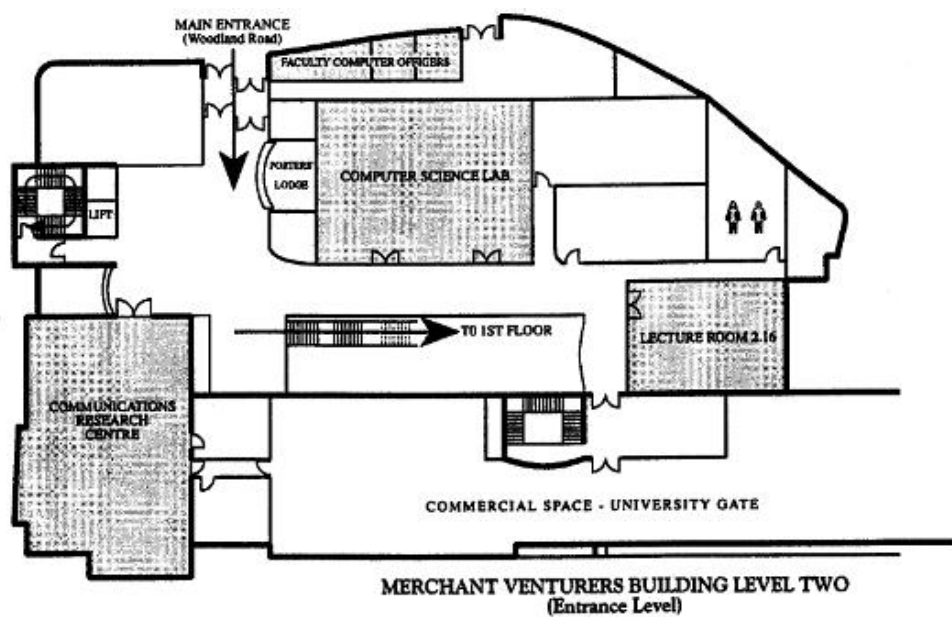 MAIN ENTRANCE
(Woodland Road)
FACULTY COMPUTER OFFICERS
PORTERS'
LODGE
COMPUTER SCIENCE LAB.
LIFT
TO 1ST FLOOR
LECTURE ROOM 2.16
COMMUNICATIONS
RESEARCH
CENTRE
COMMERCIAL SPACE - UNIVERSITY GATE
MERCHANT VENTURERS BUILDING LEVEL TWO
(Entrance Level)